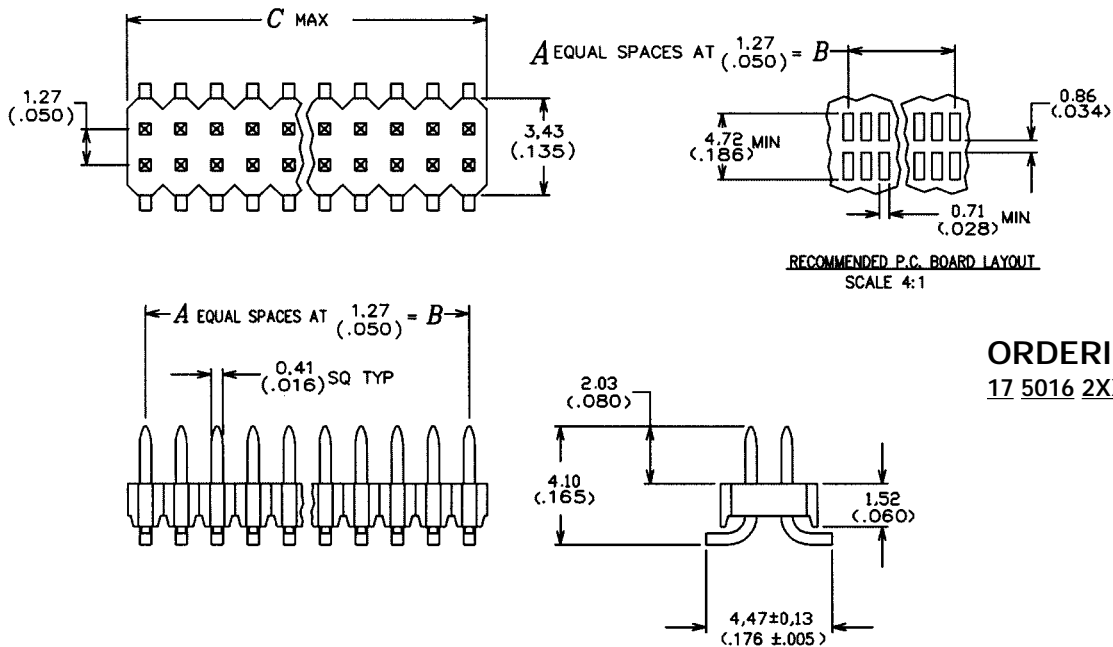 C MAX
A EQUAL SPACES AT 1.27 (.050) = B
1.27
(.050)
3,43
(.135)
4.72
(.186) MIN
0.86
(.034)
0.71
(.028) MIN
RECOMMENDED P.C. BOARD LAYOUT
SCALE 4:1
A EQUAL SPACES AT 1.27 (.050) = B
0.41
(.016) SQ TYP
ORDERI
17 5016 2X
2.03
(.080)
4.10
(.165)
1.52
(.060)
4,47±0,13
(.176 ±.005)